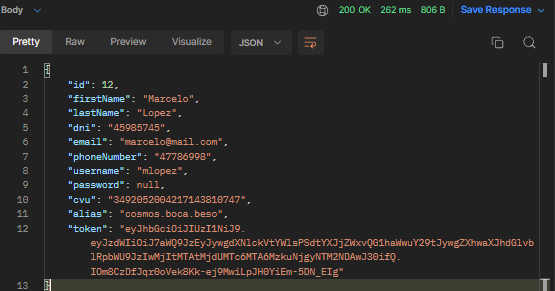 Body
200 OK 262 ms 806 B Save Response
Pretty Raw Preview Visualize JSON
1 {
2 "id": 12,
3 "firstName": "Marcelo",
4 "lastName": "Lopez",
5 "dni": "45985745",
6 "email": "marcelo@mail.com",
7 "phoneNumber": "47786998",
8 "username": "mlopez",
9 "password": null,
10 "cvu": "3492052004217143810747",
11 "alias": "cosmos.boca.beso",
12 "token": "eyJhbGciOiJIUzI1NiJ9.
eyJzdWIiOiJ7aWQ9JzEyJywgdXNlckVtYWlsPSdtYXJjZWxvQG1haWwuY29tJywgZXhwaXJhdGlvb
lRpbWU9JzIwMjItMTAtMjdUMTc6MTA6MzkuNjgyNTM2NDAwJ30ifQ.
IOm8CzDfJqr0oVek8Kk-ej9MwiLpJH0YiEm-5DN_EIg"
13 }